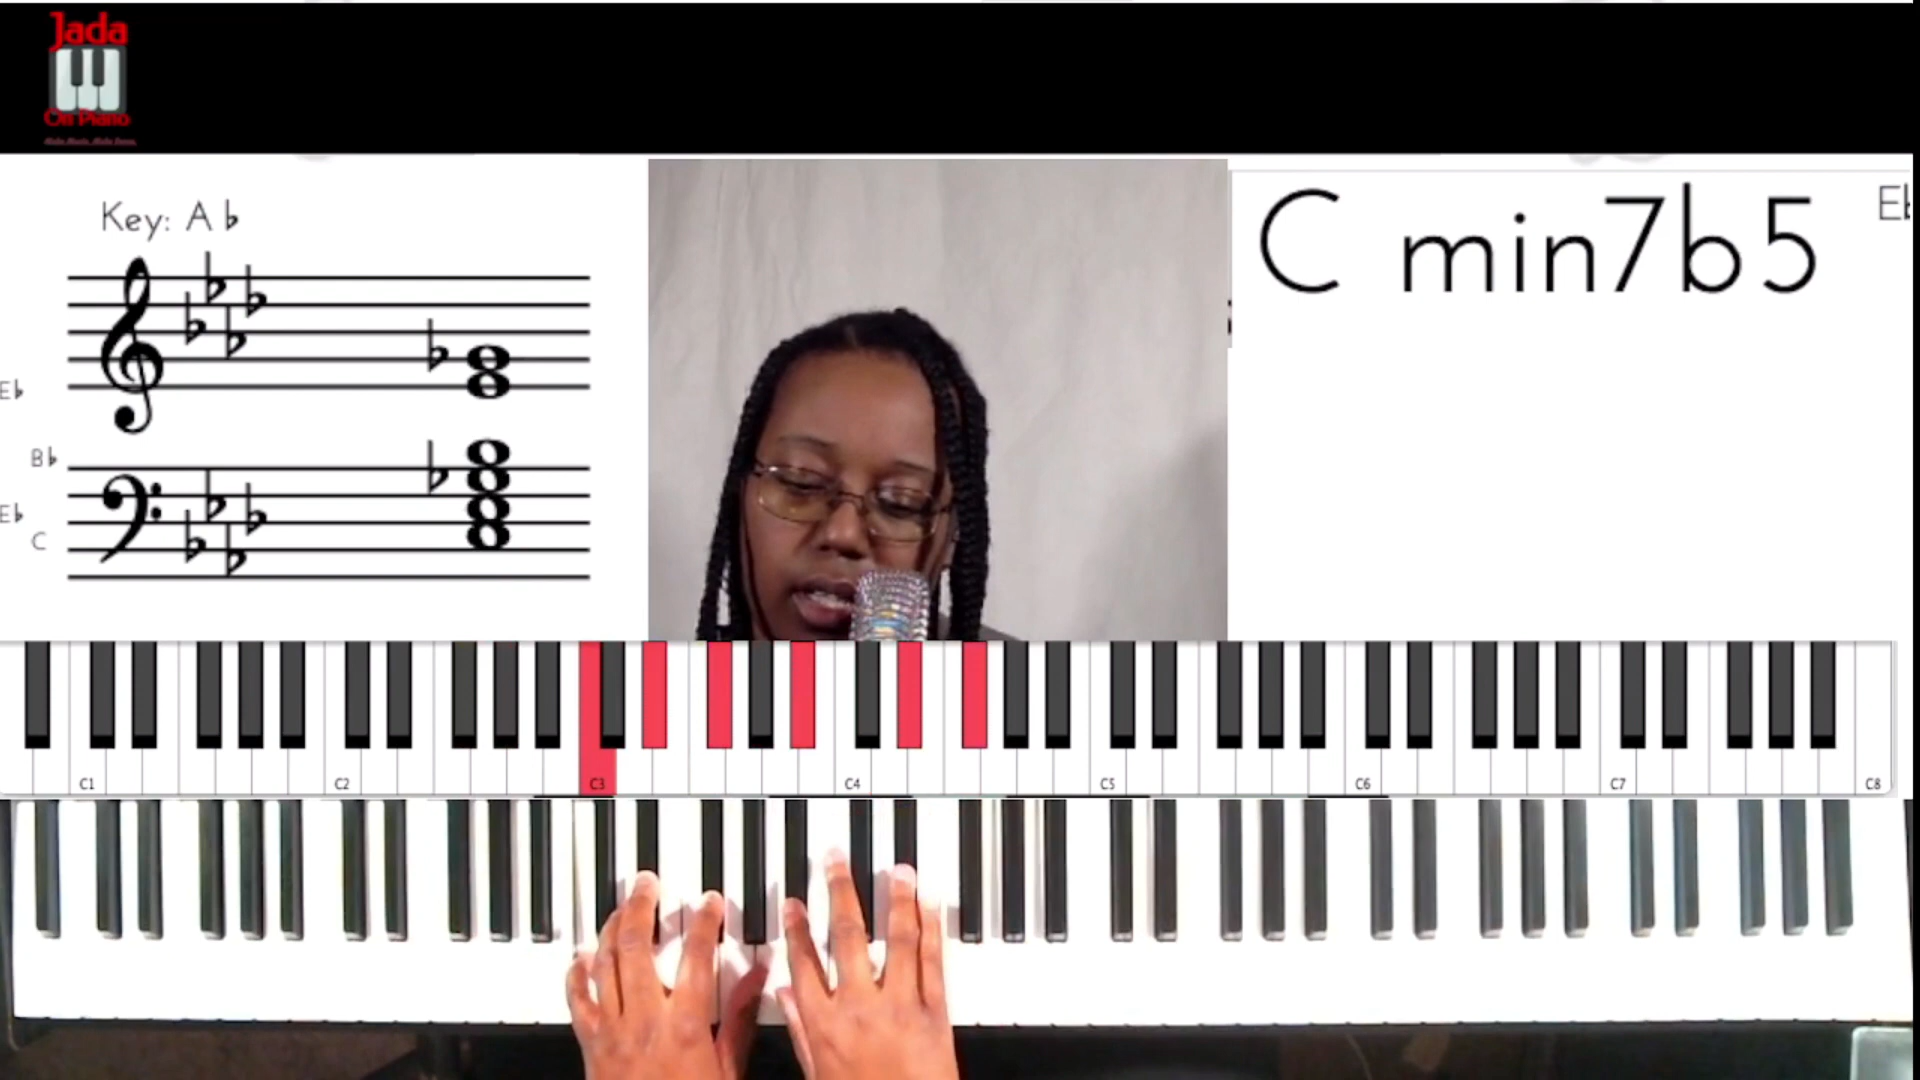 Jada
On Piano
Key: A♭
C min7b5
E♭
E♭
B♭
E♭
C
C1
C2
C3
C4
C5
C6
C7
C8